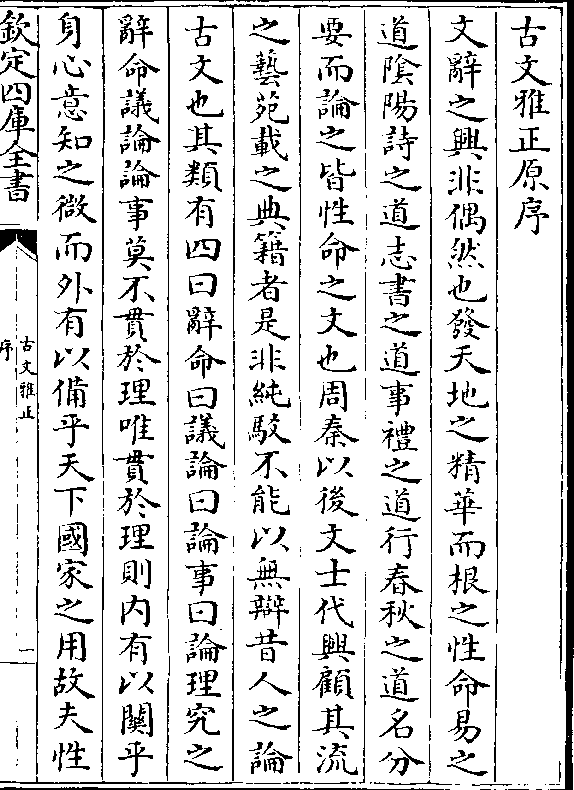 古文雅正原序
文辭之興非偶然也發天地之精華而根之性命易之
道陰陽詩之道志書之道事禮之道行春秋之道名分
要而論之皆性命之文也周秦以後文士代興顧其流
之藝苑載之典籍者是非純駁不能以無辯昔人之論
古文也其類有四曰辭命曰議論曰論事曰論理究之
辭命議論論事莫不貫於理唯貫於理則内有以關乎
身心意知之微而外有以備乎天下國家之用故夫性
欽定四庫全書
古文雅正
序
一